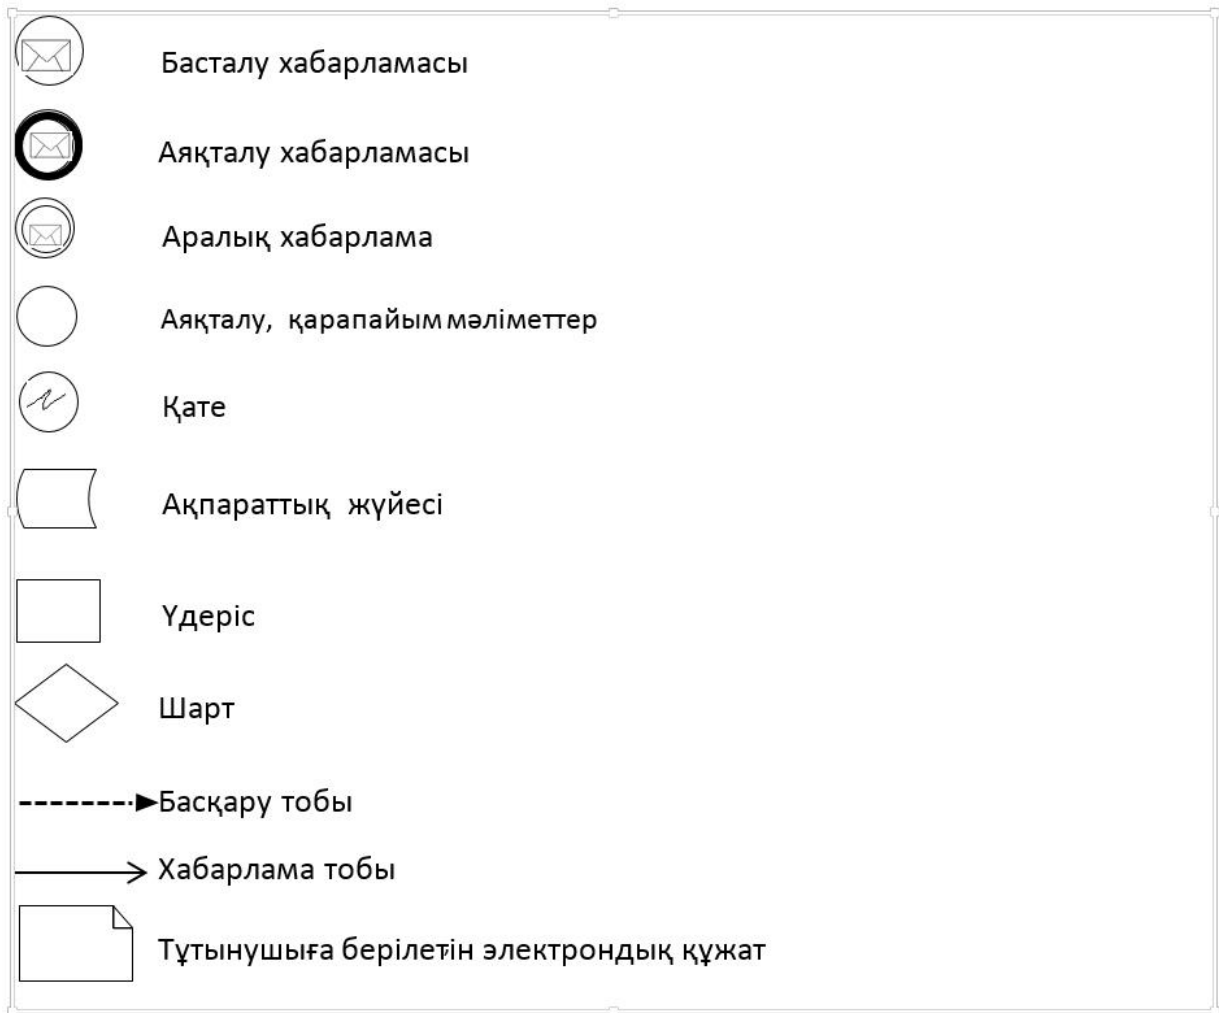 Басталу хабарламасы
Аяқталу хабарламасы
Аралық хабарлама
Аяқталу, қарапайым мәліметтер
Қате
Ақпараттық жүйесі
Үдеріс
Шарт
Басқару тобы
Хабарлама тобы
Тұтынушыға берілетін электрондық құжат